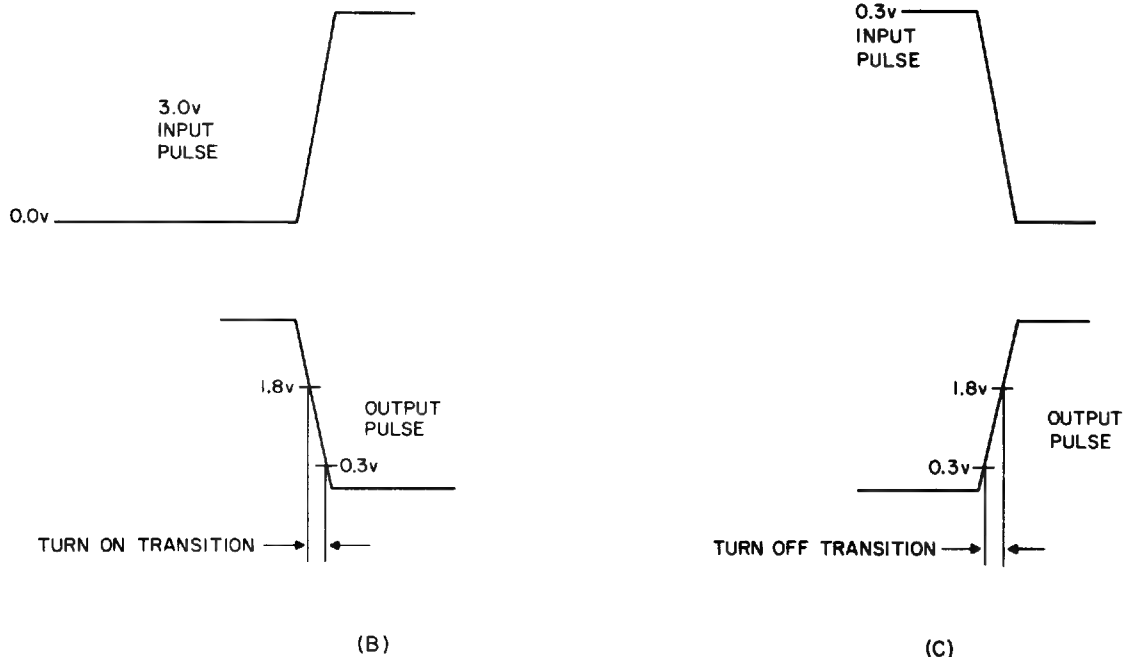 3.0v
INPUT
PULSE
0.0v
0.3v
INPUT
PULSE
1.8v
OUTPUT
PULSE
0.3v
TURN ON TRANSITION
(B)
1.8v
OUTPUT
PULSE
0.3v
TURN OFF TRANSITION
(C)